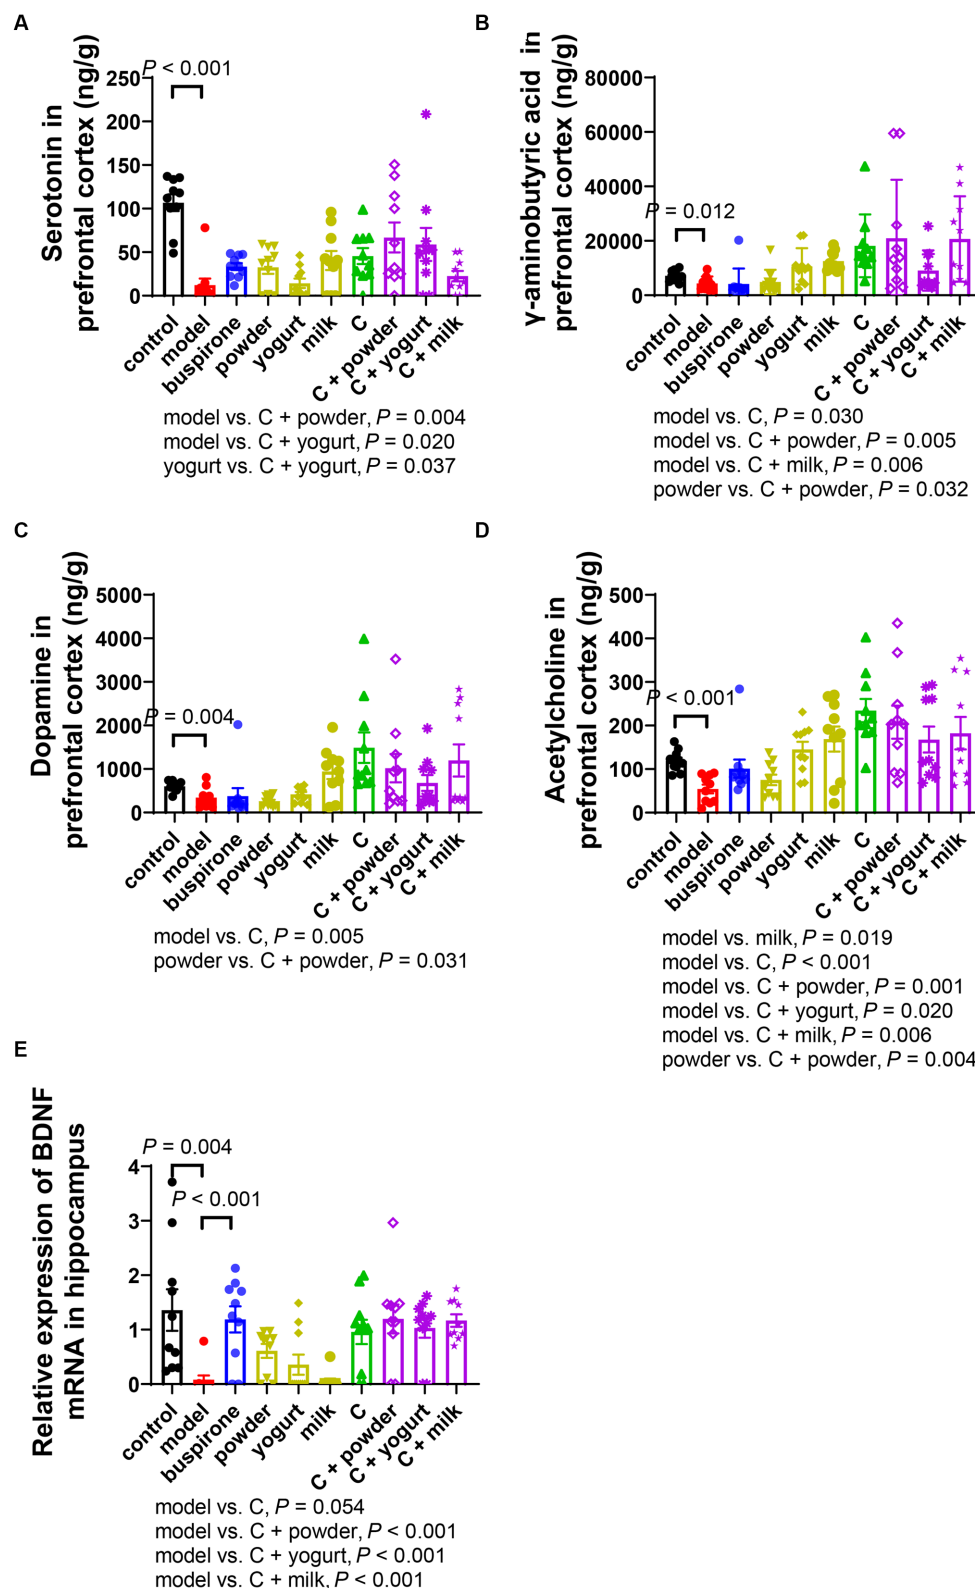 A
Serotonin in
prefrontal cortex (ng/g)
250
200
150
100
50
0
P < 0.001
control
model
buspirone
powder
yogurt
milk
C
C + powder
C + yogurt
C + milk
model vs. C + powder, P = 0.004
model vs. C + yogurt, P = 0.020
yogurt vs. C + yogurt, P = 0.037
B
Y-aminobutyric acid in
prefrontal cortex (ng/g)
80000
60000
40000
20000
0
P = 0.012
control
model
buspirone
powder
yogurt
milk
C
C + powder
C + yogurt
C + milk
model vs. C, P = 0.030
model vs. C + powder, P = 0.005
model vs. C + milk, P = 0.006
powder vs. C + powder, P = 0.032
C
Dopamine in
prefrontal cortex (ng/g)
5000
4000
3000
2000
1000
0
P = 0.004
control
model
buspirone
powder
yogurt
milk
C
C + powder
C + yogurt
C + milk
model vs. C, P = 0.005
powder vs. C + powder, P = 0.031
D
Acetylcholine in
prefrontal cortex (ng/g)
500
400
300
200
100
0
P < 0.001
control
model
buspirone
powder
yogurt
milk
C
C + powder
C + yogurt
C + milk
model vs. milk, P = 0.019
model vs. C, P < 0.001
model vs. C + powder, P = 0.001
model vs. C + yogurt, P = 0.020
model vs. C + milk, P = 0.006
powder vs. C + powder, P = 0.004
E
Relative expression of BDNF
mRNA in hippocampus
4
3
2
1
0
P = 0.004
P < 0.001
control
model
buspirone
powder
yogurt
milk
C
C + powder
C + yogurt
C + milk
model vs. C, P = 0.054
model vs. C + powder, P < 0.001
model vs. C + yogurt, P < 0.001
model vs. C + milk, P < 0.001